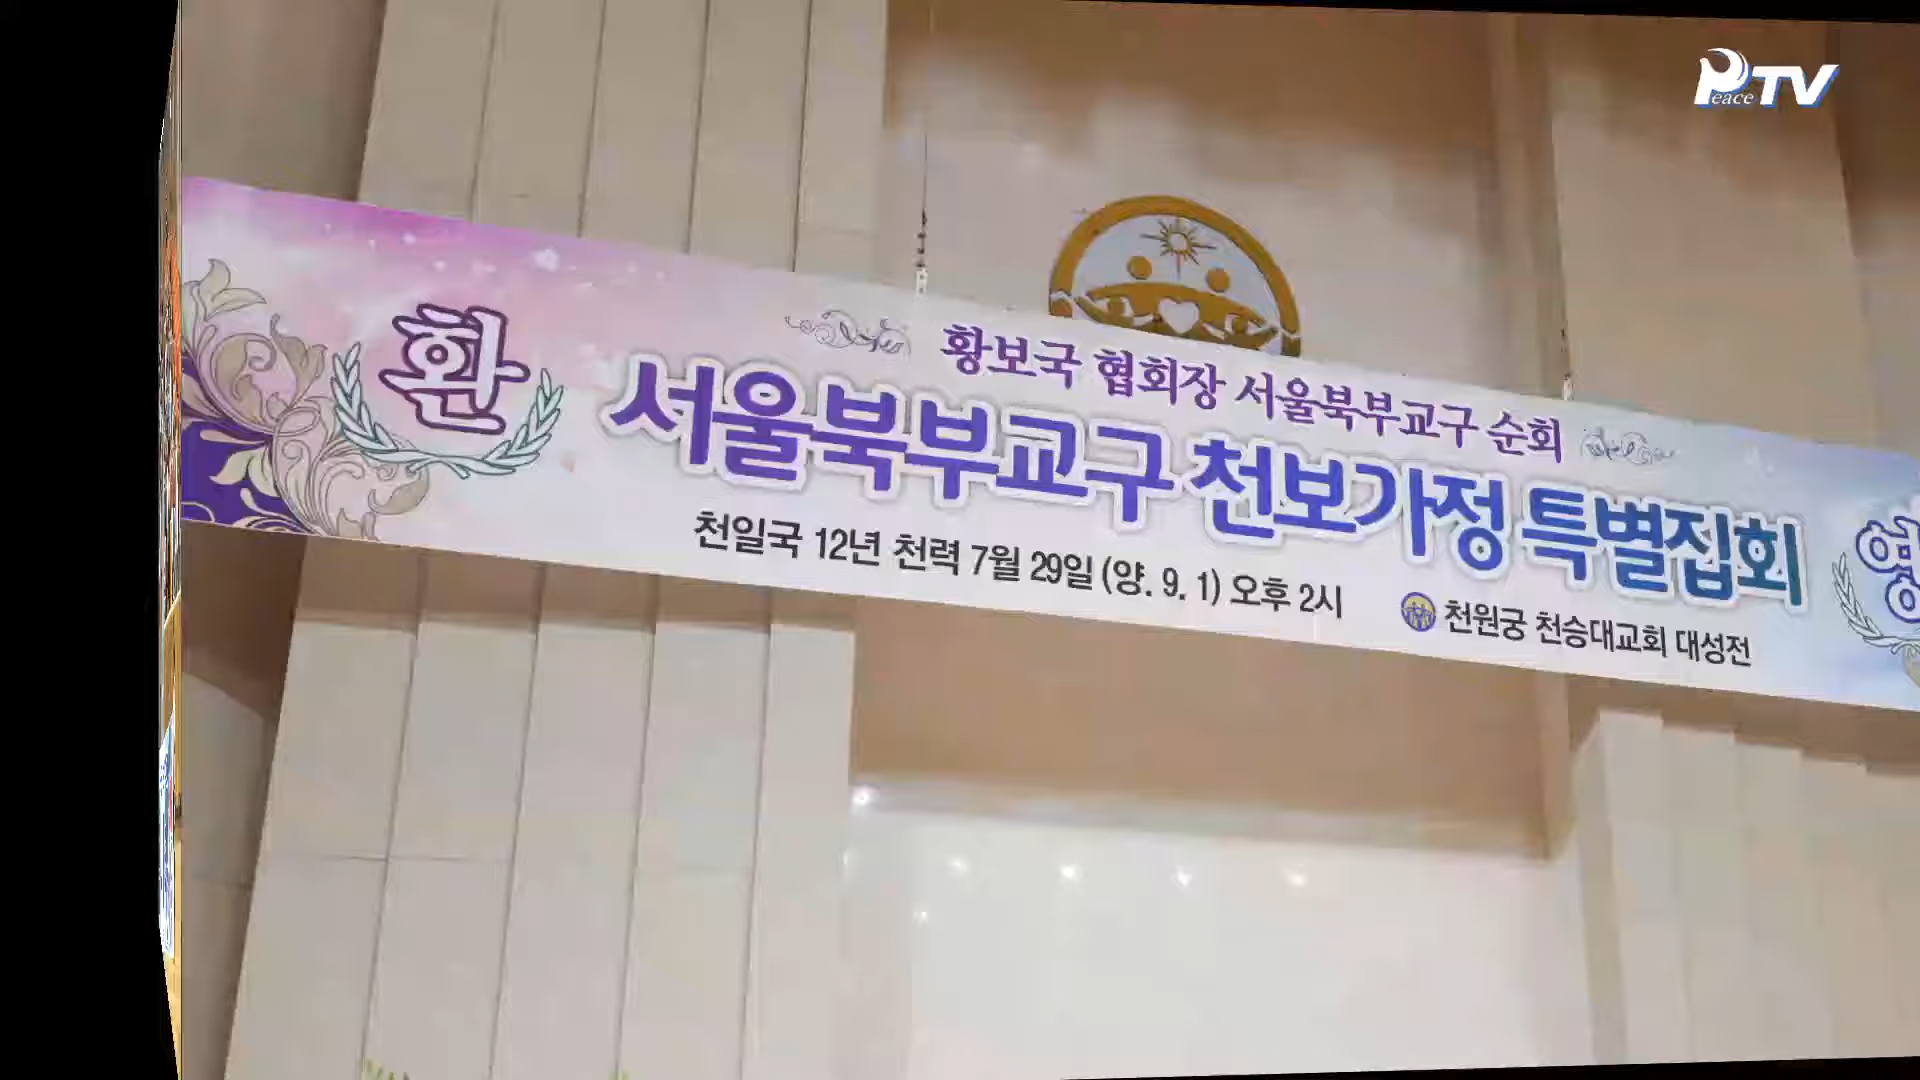 Peace TV
환
황보국 협회장 서울북부교구 순회
서울북부교구 천보가정 특별집회
천일국 12년 천력 7월 29일 (양. 9. 1) 오후 2시
천원궁 천승대교회 대성전
영